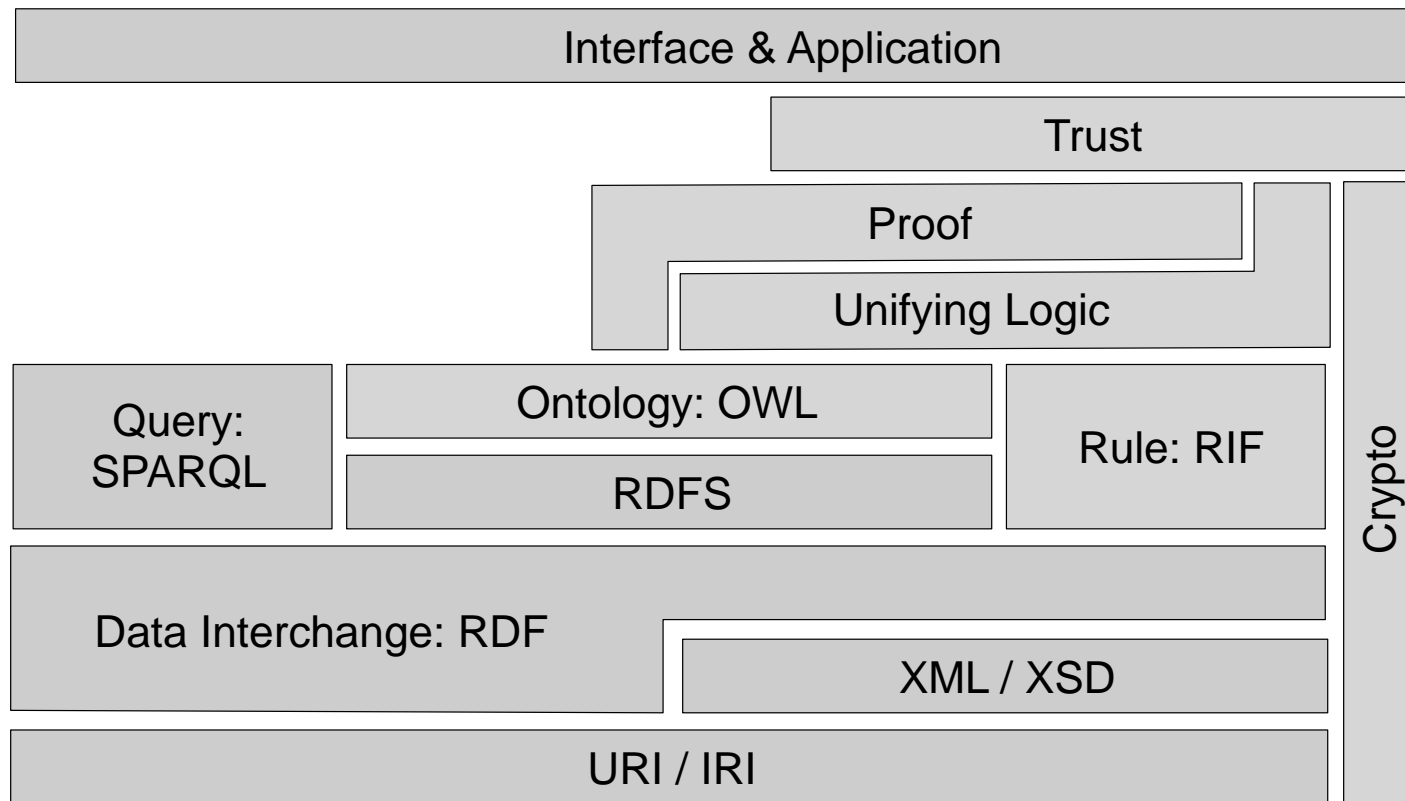 Interface & Application
Trust
Proof
Unifying Logic
Query:
SPARQL
Ontology: OWL
RDFS
Rule: RIF
Crypto
Data Interchange: RDF
XML / XSD
URI / IRI